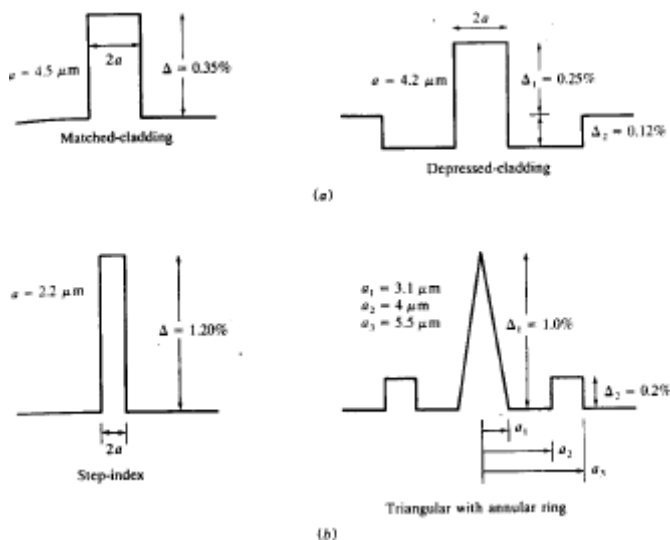 2a
a = 4.5 μm
Δ = 0.35%
Matched-cladding
2a
a = 4.2 μm
Δ₁ = 0.25%
Δ₂ = 0.12%
Depressed-cladding
(a)
a = 2.2 μm
Δ = 1.20%
2a
Step-index
a₁ = 3.1 μm
a₂ = 4 μm
a₃ = 5.5 μm
Δ₁ = 1.0%
Δ₂ = 0.2%
a₁
a₂
a₃
Triangular with annular ring
(b)